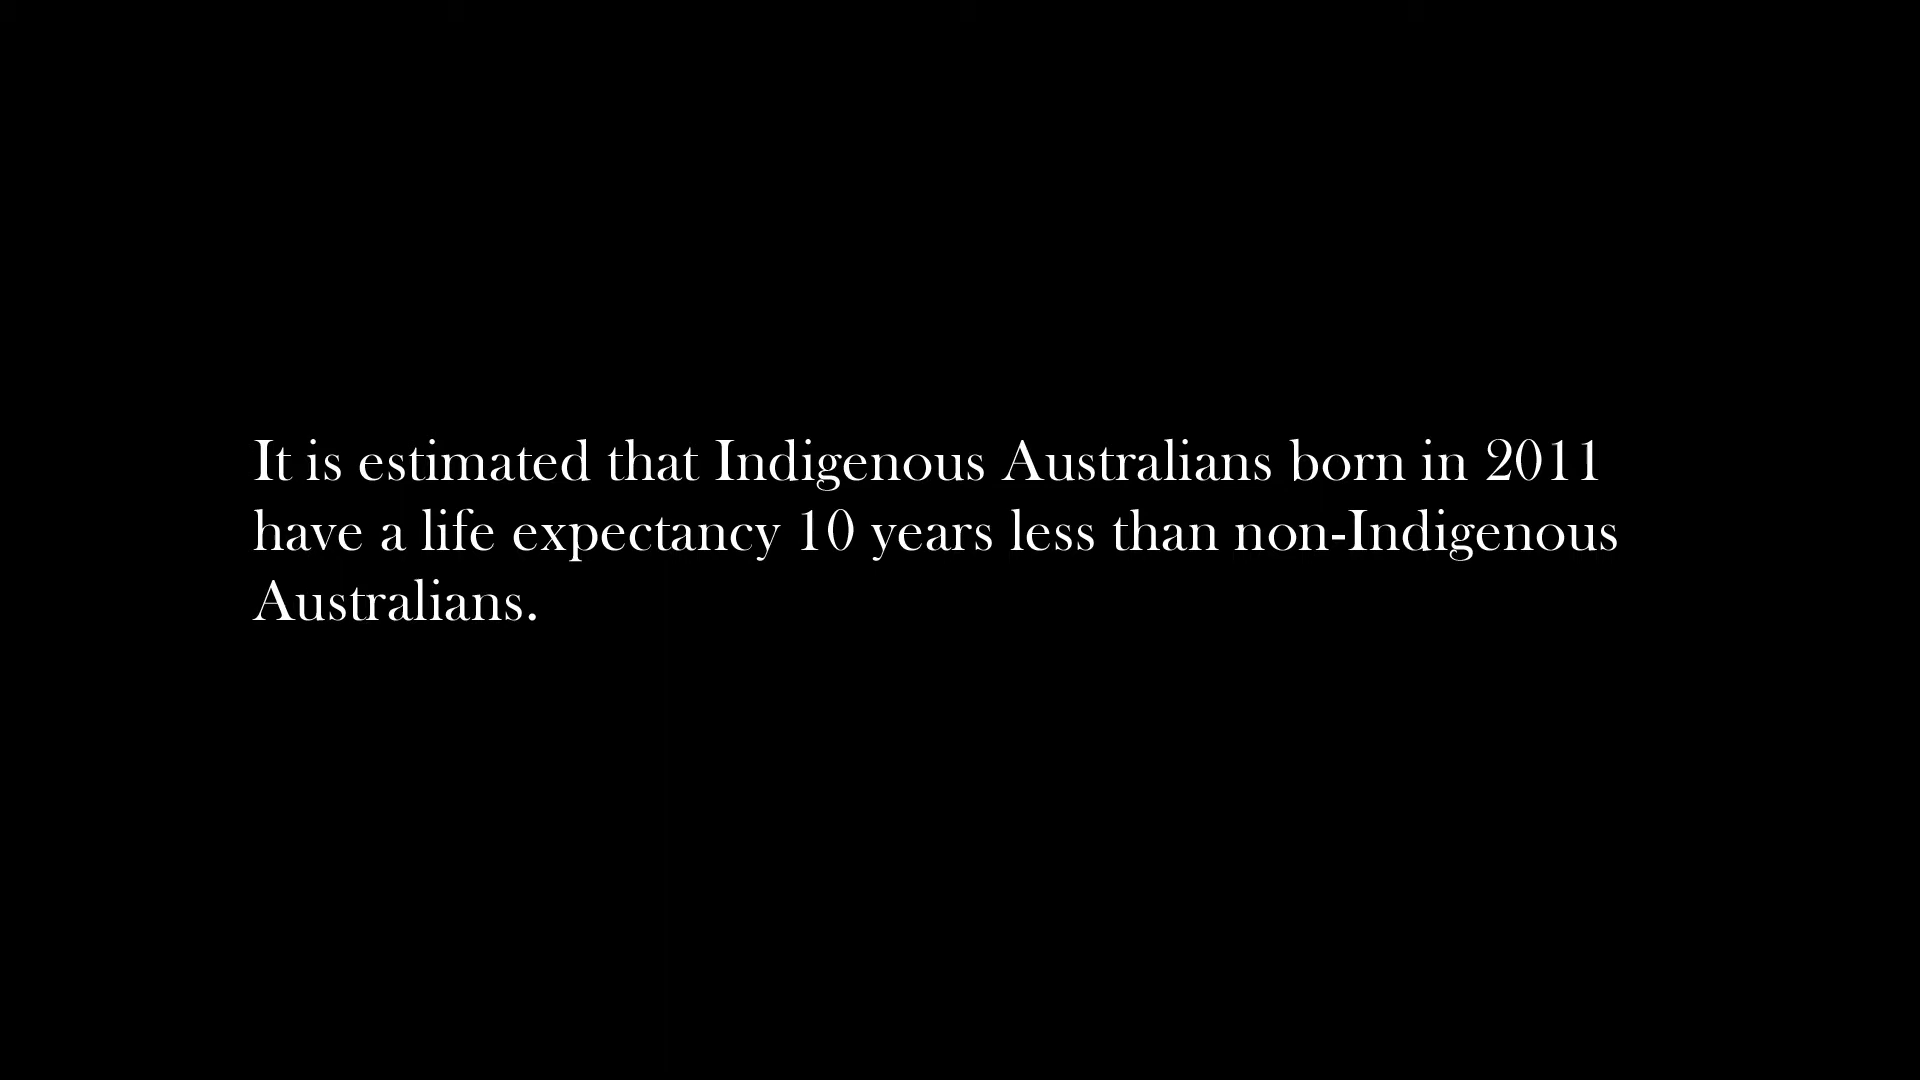 It is estimated that Indigenous Australians born in 2011
have a life expectancy 10 years less than non-Indigenous
Australians.